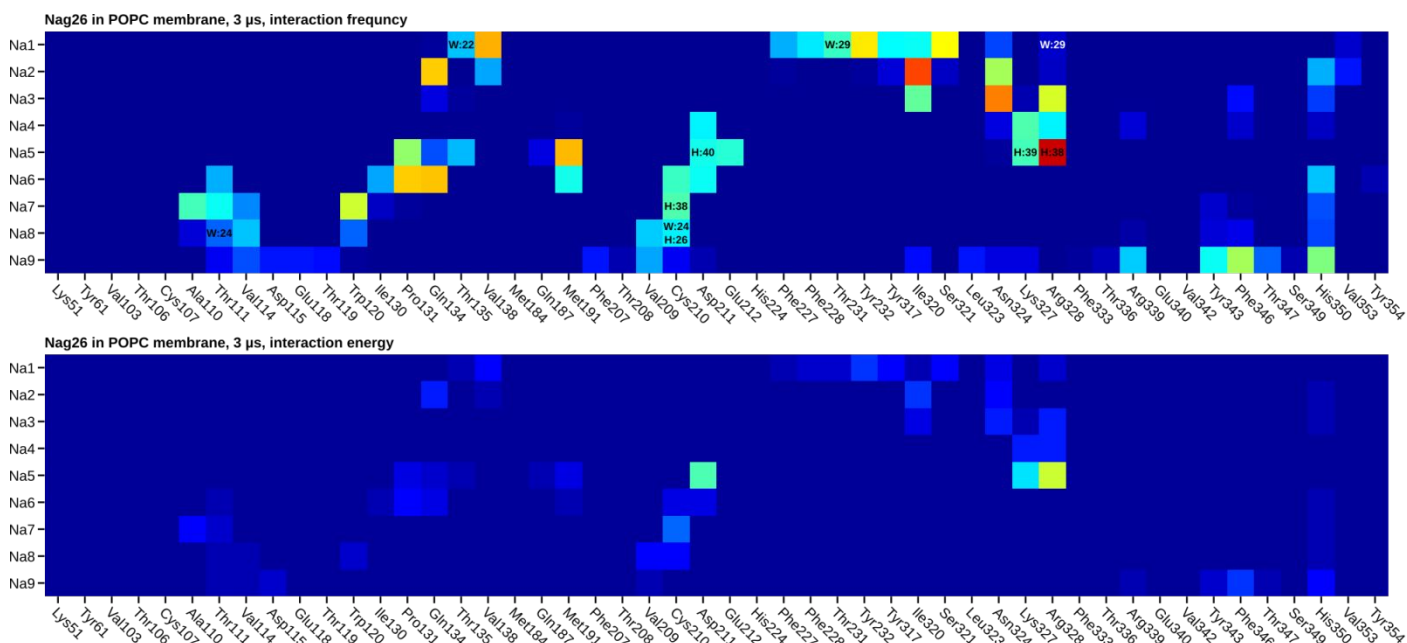 Nag26 in POPC membrane, 3 µs, interaction frequncy
Na1
W:22
W:29
W:29
Na2
Na3
Na4
Na5
H:40
H:39
H:38
Na6
Na7
H:38
Na8
W:24
W:24
H:26
Na9
Lys51
Tyr61
Val103
Thr106
Cys107
Ala110
Thr111
Val114
Asp115
Glu118
Thr119
Trp120
Ile130
Pro131
Gln134
Thr135
Val138
Met184
Gln187
Met191
Phe207
Thr208
Val209
Cys210
Asp211
Glu212
His224
Phe227
Phe228
Thr231
Tyr232
Tyr317
Ile320
Ser321
Leu323
Asn324
Lys327
Arg328
Phe333
Thr336
Arg339
Glu340
Val342
Tyr343
Phe346
Thr347
Ser349
His350
Val353
Tyr354
Nag26 in POPC membrane, 3 µs, interaction energy
Na1
Na2
Na3
Na4
Na5
Na6
Na7
Na8
Na9
Lys51
Tyr61
Val103
Thr106
Cys107
Ala110
Thr111
Val114
Asp115
Glu118
Thr119
Trp120
Ile130
Pro131
Gln134
Thr135
Val138
Met184
Gln187
Met191
Phe207
Thr208
Val209
Cys210
Asp211
Glu212
His224
Phe227
Phe228
Thr231
Tyr232
Tyr317
Ile320
Ser321
Leu323
Asn324
Lys327
Arg328
Phe333
Thr336
Arg339
Tyr343
His350
Val353
Tyr354